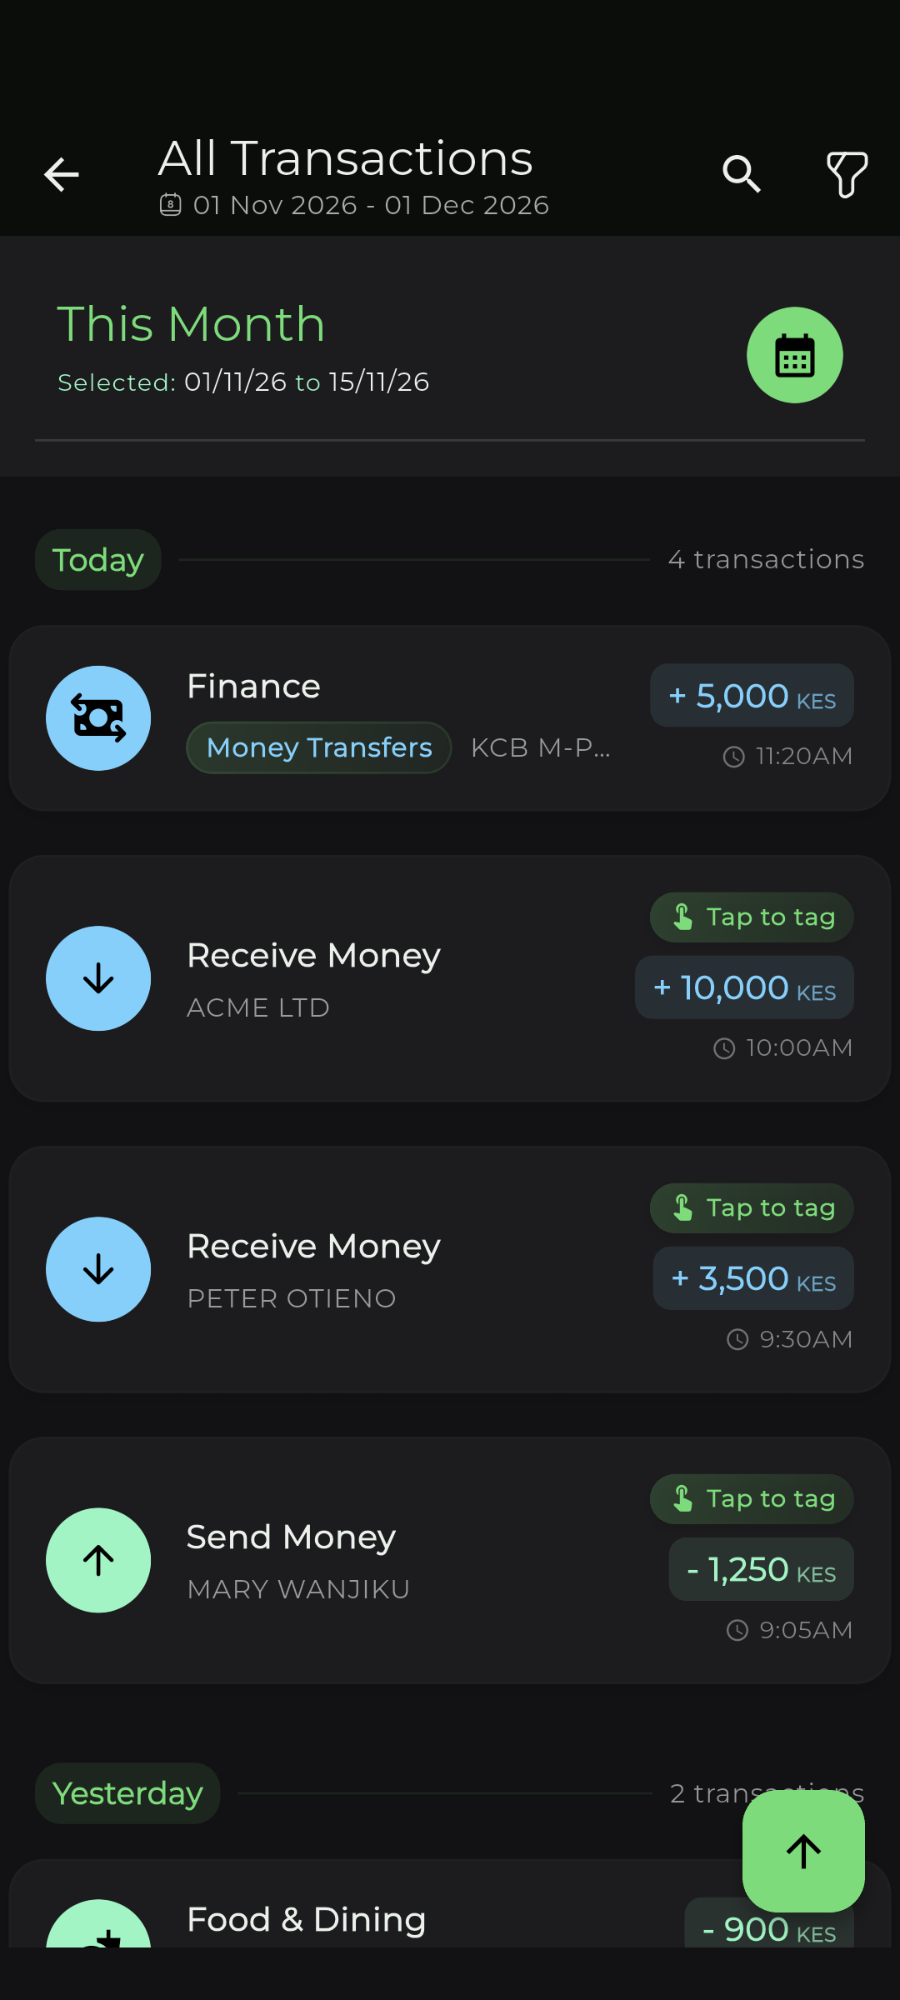 All Transactions
8
01 Nov 2026 - 01 Dec 2026
This Month
Selected: 01/11/26 to 15/11/26
Today
4 transactions
Finance
+ 5,000 KES
Money Transfers
KCB M-P...
11:20AM
Tap to tag
Receive Money
+ 10,000 KES
ACME LTD
10:00AM
Tap to tag
Receive Money
+ 3,500 KES
PETER OTIENO
9:30AM
Tap to tag
Send Money
- 1,250 KES
MARY WANJIKU
9:05AM
Yesterday
2 transactions
Food & Dining
- 900 KES